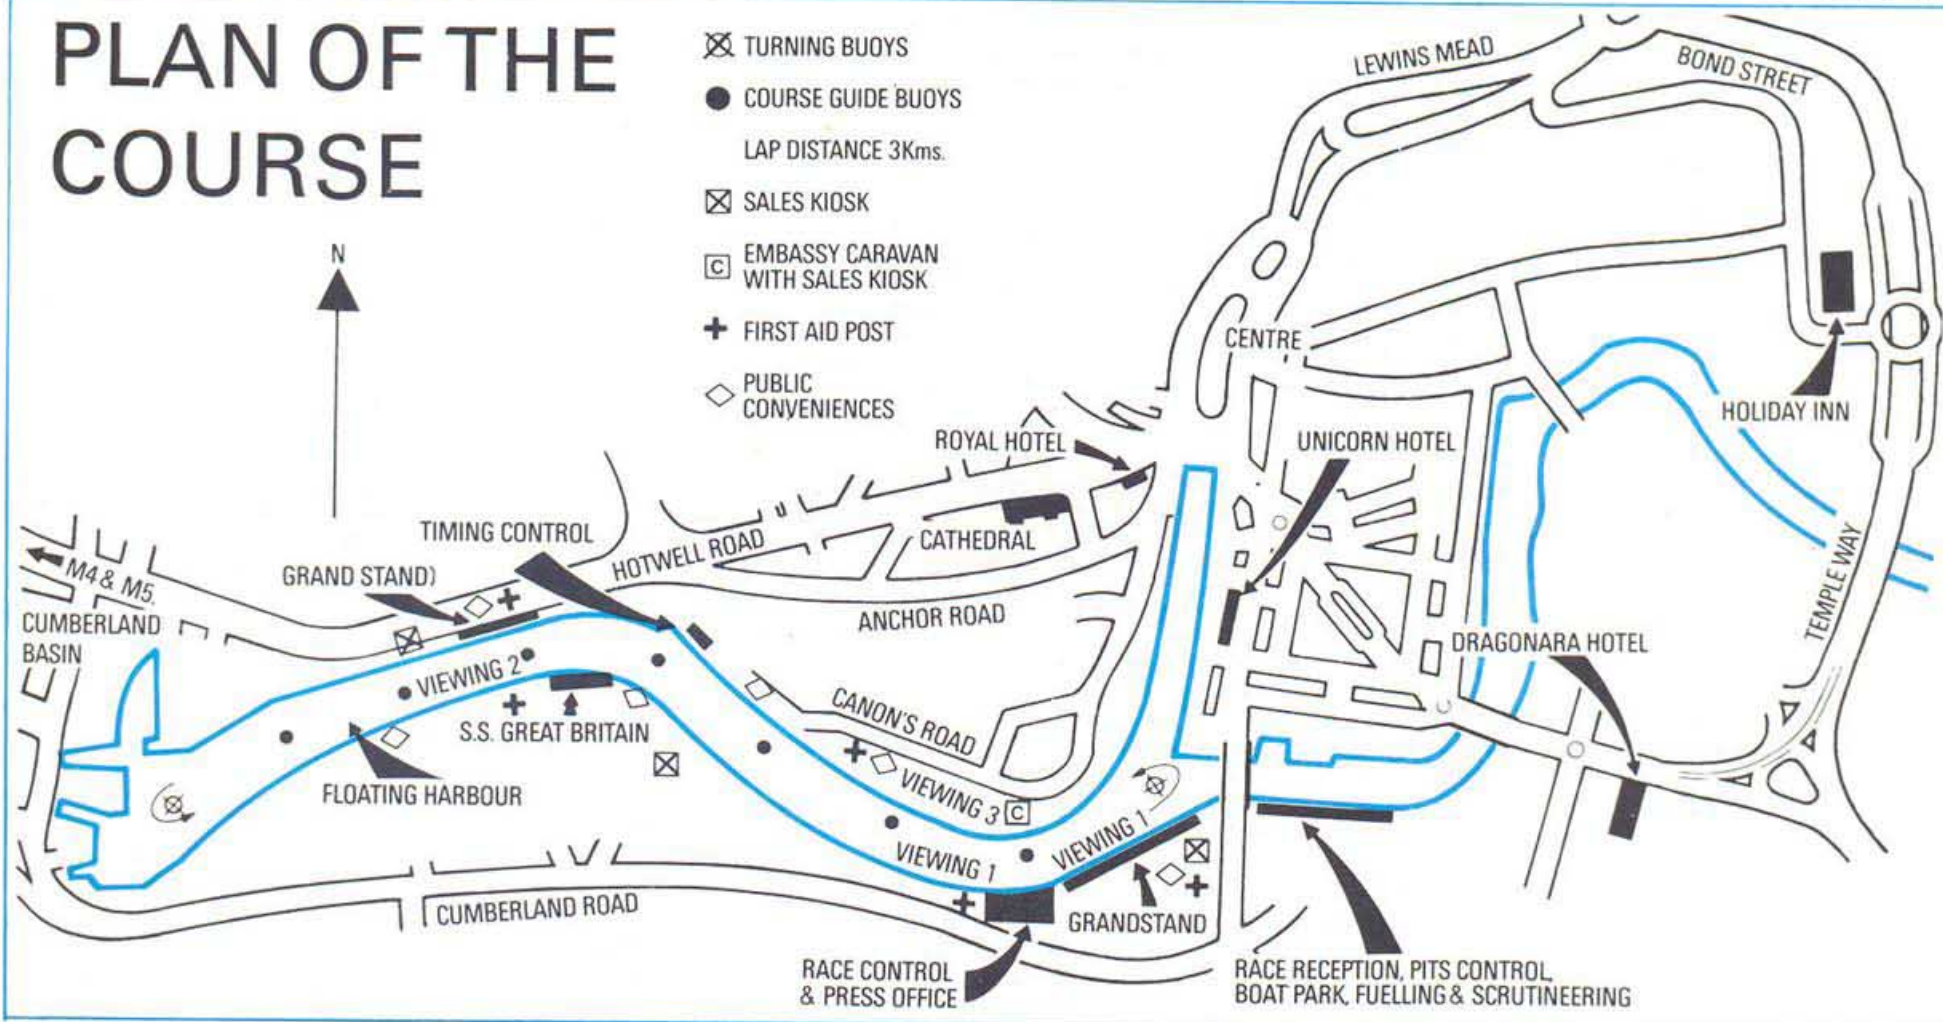 PLAN OF THE
COURSE
TURNING BUOYS
COURSE GUIDE BUOYS
LAP DISTANCE 3Kms.
SALES KIOSK
C
EMBASSY CARAVAN
WITH SALES KIOSK
FIRST AID POST
PUBLIC
CONVENIENCES
N
LEWINS MEAD
BOND STREET
CENTRE
HOLIDAY INN
ROYAL HOTEL
UNICORN HOTEL
TIMING CONTROL
HOTWELL ROAD
CATHEDRAL
GRAND STAND)
M4 & M5.
ANCHOR ROAD
TEMPLE WAY
CUMBERLAND
BASIN
DRAGONARA HOTEL
VIEWING 2
S.S. GREAT BRITAIN
CANON'S ROAD
FLOATING HARBOUR
VIEWING 3
C
VIEWING 1
VIEWING 1
CUMBERLAND ROAD
GRANDSTAND
RACE CONTROL
& PRESS OFFICE
RACE RECEPTION, PITS CONTROL,
BOAT PARK, FUELLING & SCRUTINEERING